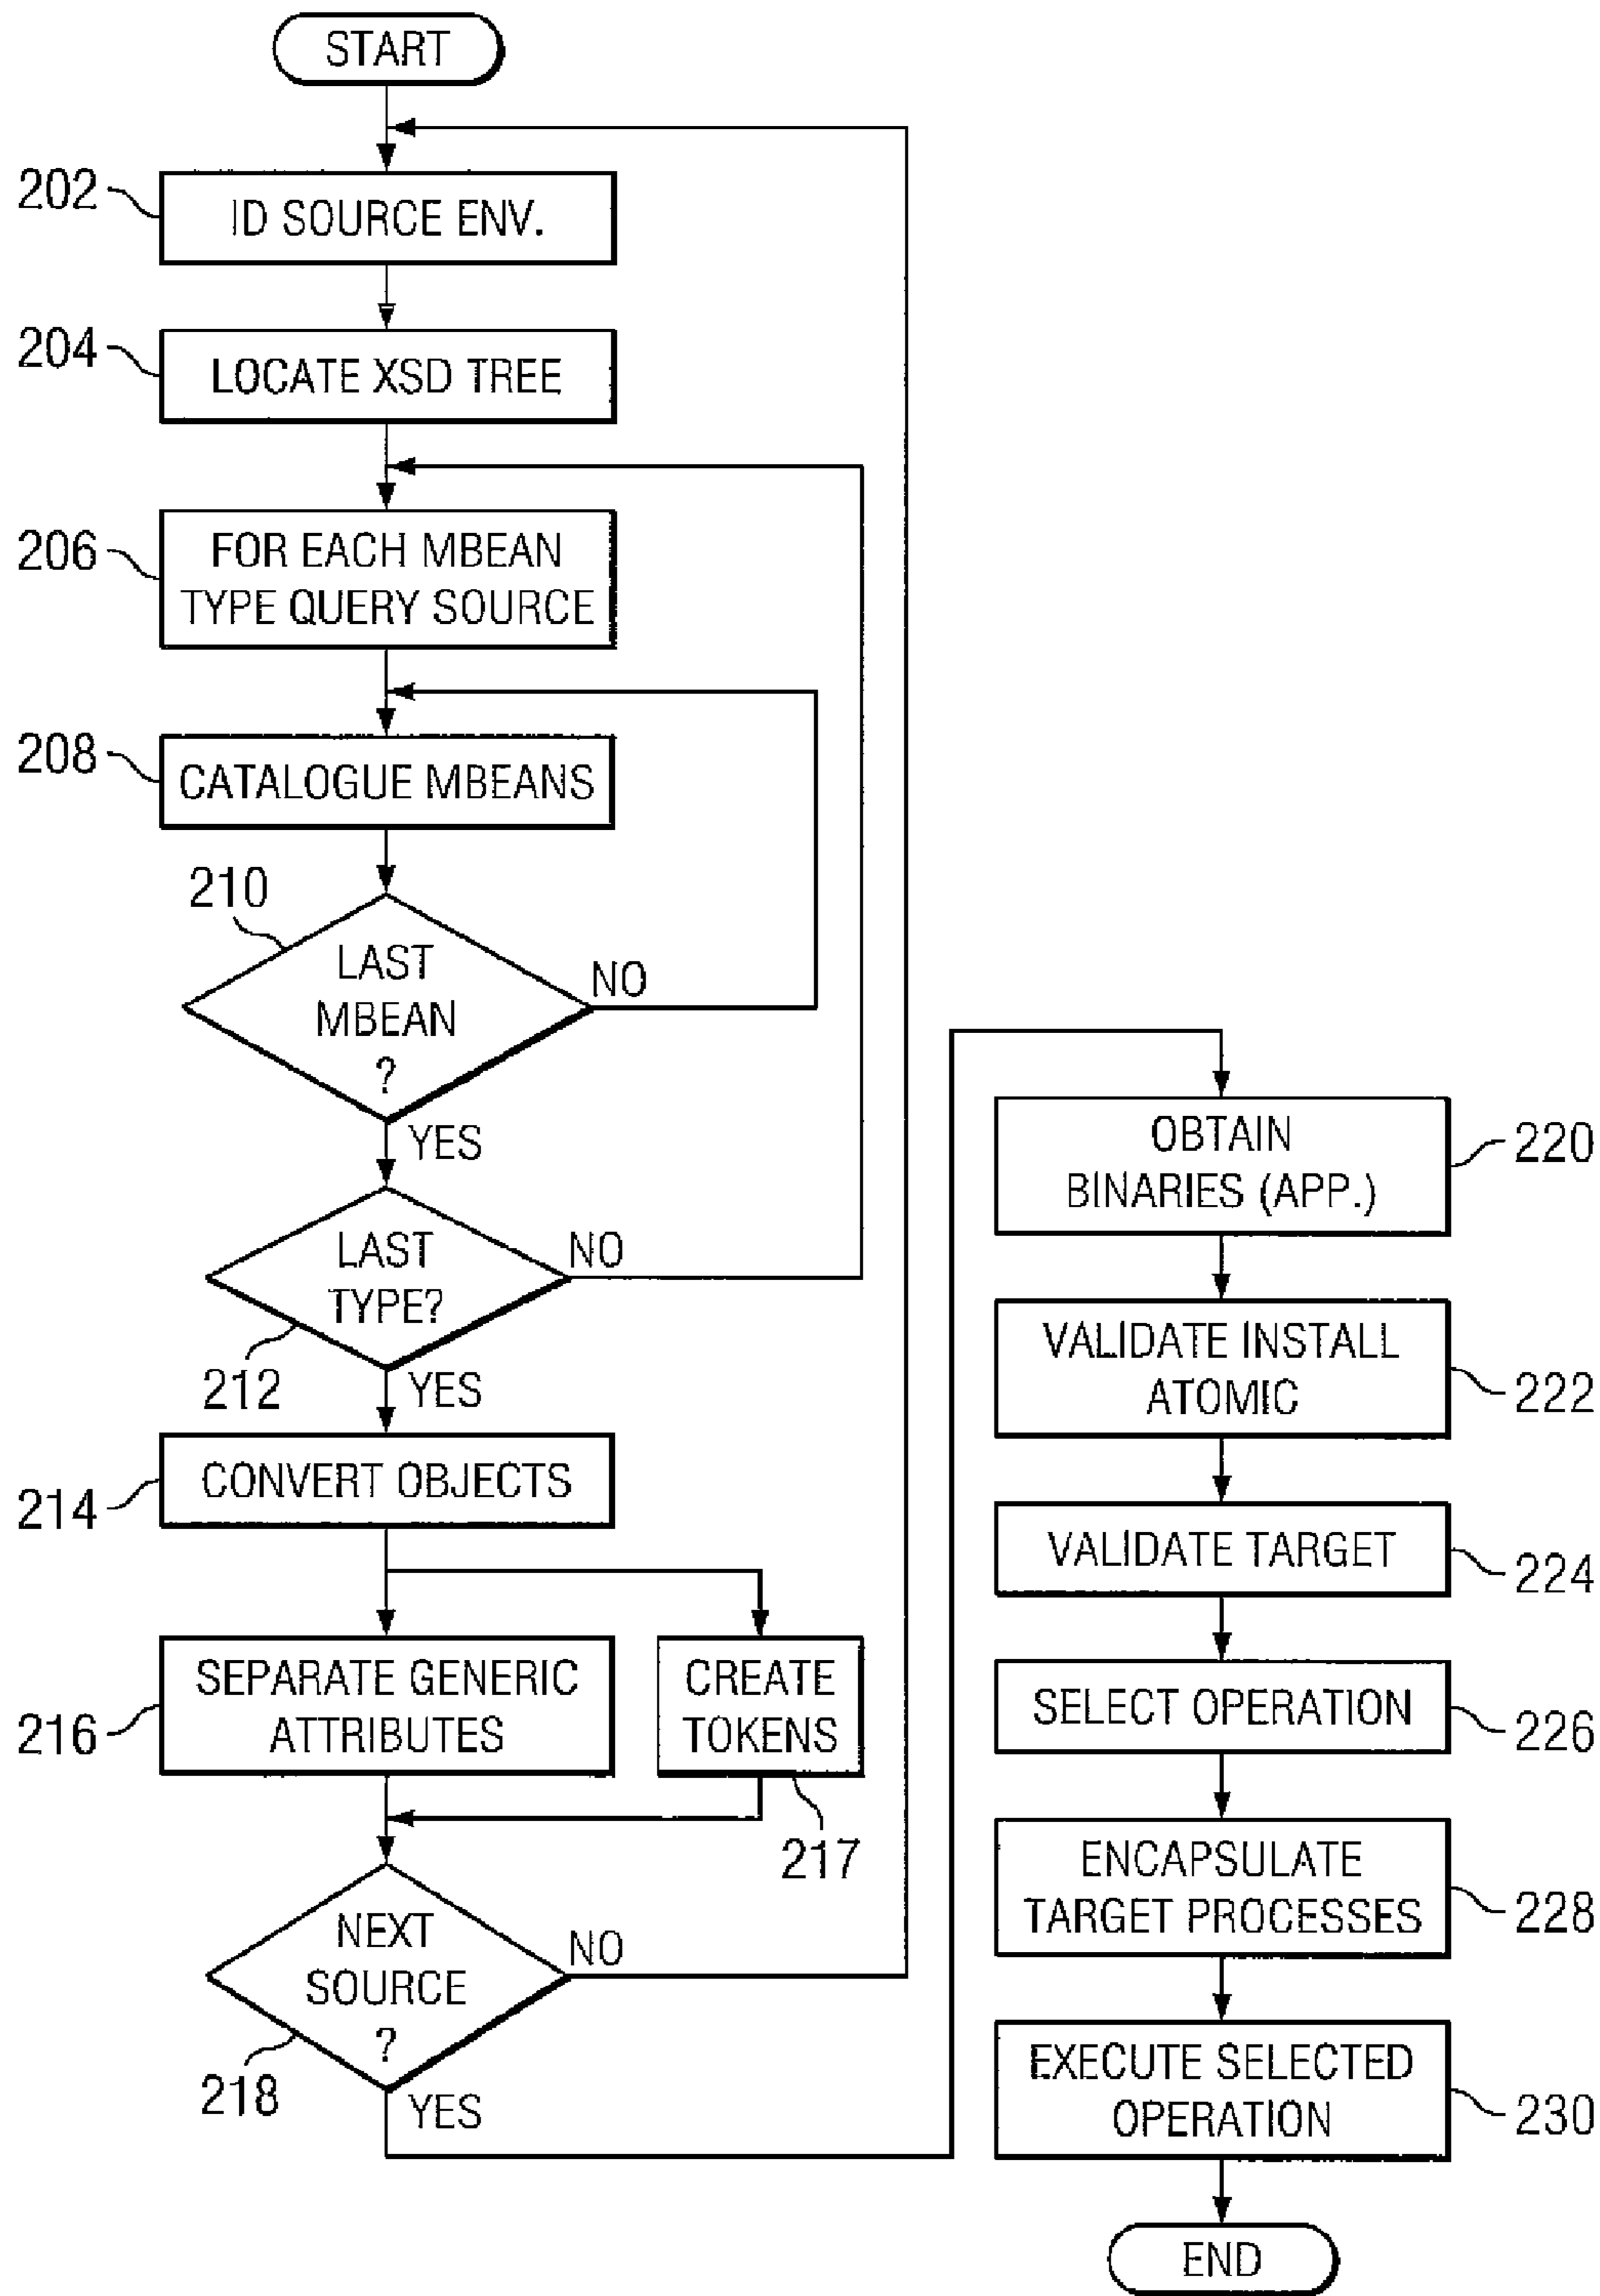 START
202
ID SOURCE ENV.
204
LOCATE XSD TREE
206
FOR EACH MBEAN
TYPE QUERY SOURCE
208
CATALOGUE MBEANS
210
LAST
MBEAN
?
NO
YES
LAST
TYPE?
NO
212
YES
214
CONVERT OBJECTS
216
SEPARATE GENERIC
ATTRIBUTES
CREATE
TOKENS
217
NEXT
SOURCE
?
NO
218
YES
OBTAIN
BINARIES (APP.)
220
VALIDATE INSTALL
ATOMIC
222
VALIDATE TARGET
224
SELECT OPERATION
226
ENCAPSULATE
TARGET PROCESSES
228
EXECUTE SELECTED
OPERATION
230
END